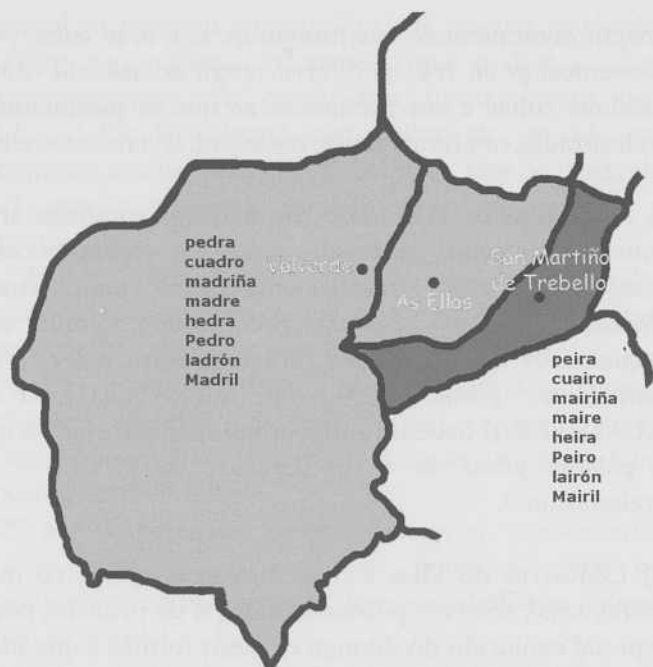 pedra
cuadro
madriña
madre
hedra
Pedro
ladrón
Madril
Valverde
As Ellas
San Martiño
de Trebello
peira
cuairo
mairiña
maire
heira
Peiro
lairón
Mairil